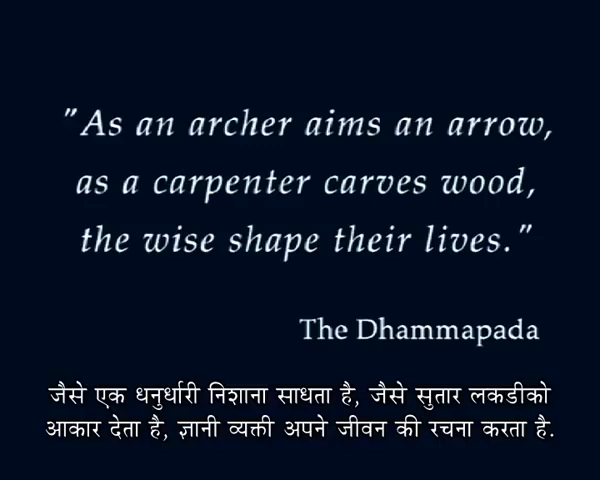 "As an archer aims an arrow,
as a carpenter carves wood,
the wise shape their lives."
The Dhammapada
जैसे एक धनुर्धारी निशाना साधता है, जैसे सुतार लकडीको
आकार देता है, ज्ञानी व्यक्ती अपने जीवन की रचना करता है.